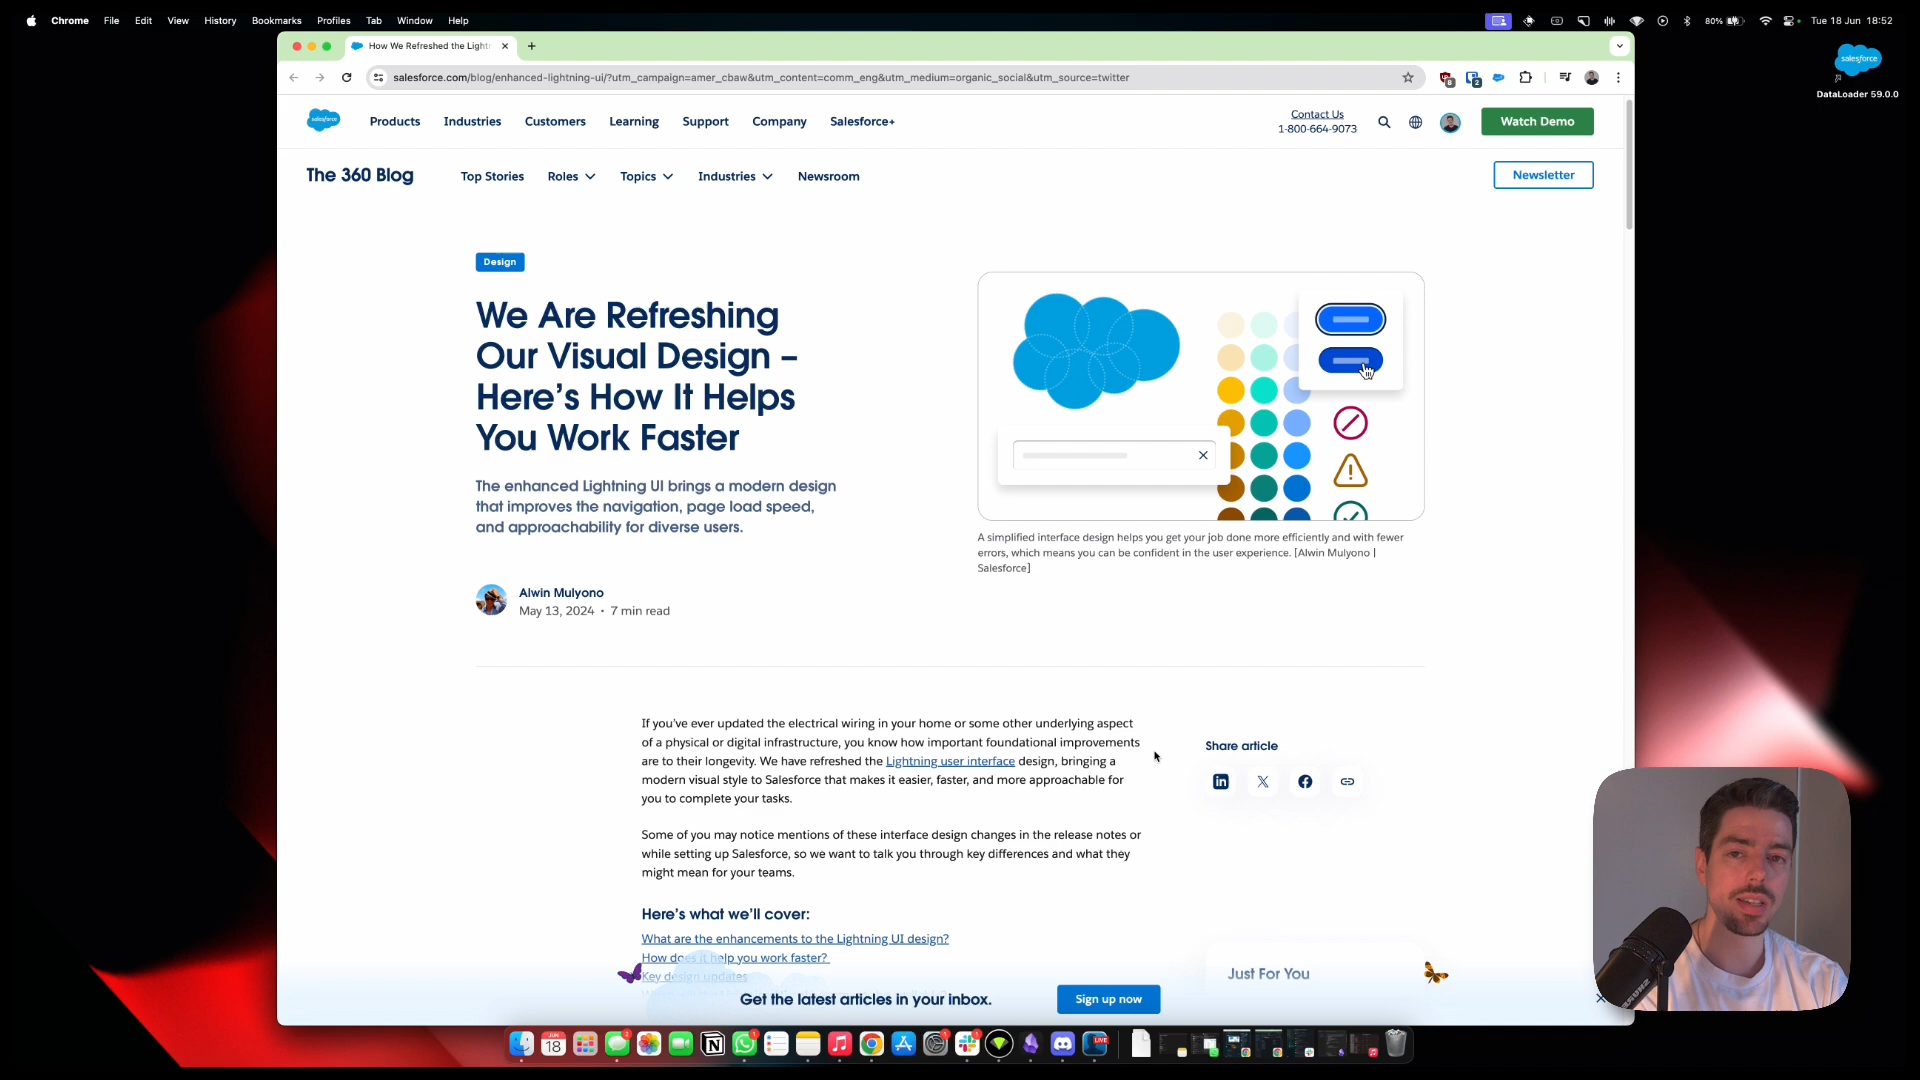 Chrome File Edit View History Bookmarks Profiles Tab Window Help
80% Tue 18 Jun 18:52
salesforce
DataLoader 59.0.0
How We Refreshed the Lightn
salesforce.com/blog/enhanced-lightning-ui/?utm_campaign=amer_cbaw&utm_content=comm_eng&utm_medium=organic_social&utm_source=twitter
8
2
salesforce
Products Industries Customers Learning Support Company Salesforce+
Contact Us
1-800-664-9073
Watch Demo
The 360 Blog
Top Stories Roles Topics Industries Newsroom
Newsletter
Design
We Are Refreshing
Our Visual Design –
Here’s How It Helps
You Work Faster
The enhanced Lightning UI brings a modern design
that improves the navigation, page load speed,
and approachability for diverse users.
Alwin Mulyono
May 13, 2024 • 7 min read
A simplified interface design helps you get your job done more efficiently and with fewer
errors, which means you can be confident in the user experience. [Alwin Mulyono |
Salesforce]
If you’ve ever updated the electrical wiring in your home or some other underlying aspect
of a physical or digital infrastructure, you know how important foundational improvements
are to their longevity. We have refreshed the Lightning user interface design, bringing a
modern visual style to Salesforce that makes it easier, faster, and more approachable for
you to complete your tasks.
Some of you may notice mentions of these interface design changes in the release notes or
while setting up Salesforce, so we want to talk you through key differences and what they
might mean for your teams.
Here’s what we’ll cover:
What are the enhancements to the Lightning UI design?
How does it help you work faster?
Key design updates
Share article
Just For You
Get the latest articles in your inbox.
Sign up now
JUN
18
2
1
1
1
LIVE